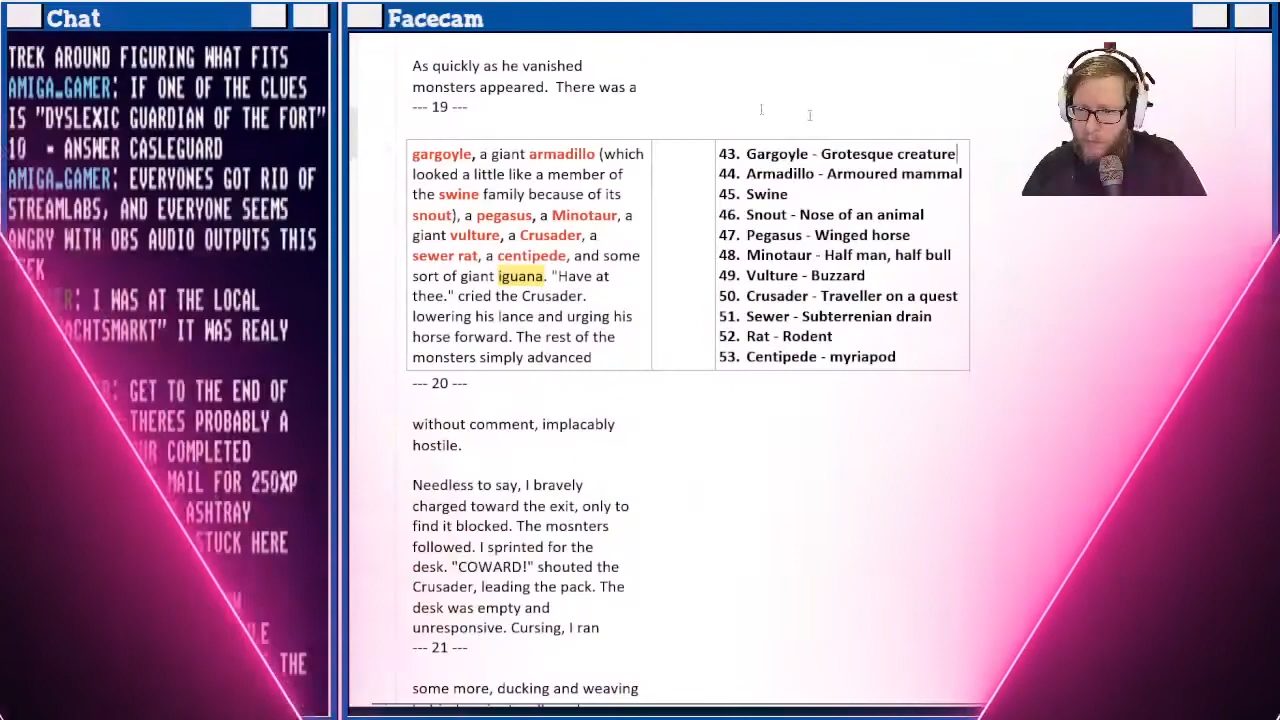 Chat
Facecam
TREK AROUND FIGURING WHAT FITS
AMIGA_GAMER: IF ONE OF THE CLUES
IS "DYSLEXIC GUARDIAN OF THE FORT"
10 - ANSWER CASLEGUARD
AMIGA_GAMER: EVERYONES GOT RID OF
STREAMLABS, AND EVERYONE SEEMS
ANGRY WITH OBS AUDIO OUTPUTS THIS
I WAS AT THE LOCAL
IT WAS REALY
GET TO THE END OF
THERES PROBABLY A
COMPLETED
MAIL FOR 250XP
ASHTRAY
STUCK HERE
THE
As quickly as he vanished
monsters appeared. There was a
--- 19 ---
gargoyle, a giant armadillo (which
looked a little like a member of
the swine family because of its
snout), a pegasus, a Minotaur, a
giant vulture, a Crusader, a
sewer rat, a centipede, and some
sort of giant iguana. "Have at
thee." cried the Crusader.
lowering his lance and urging his
horse forward. The rest of the
monsters simply advanced
43. Gargoyle - Grotesque creature
44. Armadillo - Armoured mammal
45. Swine
46. Snout - Nose of an animal
47. Pegasus - Winged horse
48. Minotaur - Half man, half bull
49. Vulture - Buzzard
50. Crusader - Traveller on a quest
51. Sewer - Subterrenian drain
52. Rat - Rodent
53. Centipede - myriapod
--- 20 ---
without comment, implacably
hostile.
Needless to say, I bravely
charged toward the exit, only to
find it blocked. The mosnters
followed. I sprinted for the
desk. "COWARD!" shouted the
Crusader, leading the pack. The
desk was empty and
unresponsive. Cursing, I ran
--- 21 ---
some more, ducking and weaving